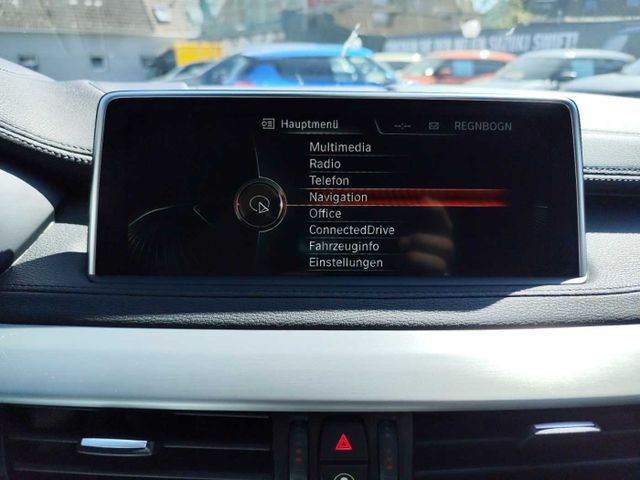 Hauptmenü --:-- REGNBOGN
Multimedia
Radio
Telefon
Navigation
Office
ConnectedDrive
Fahrzeuginfo
Einstellungen